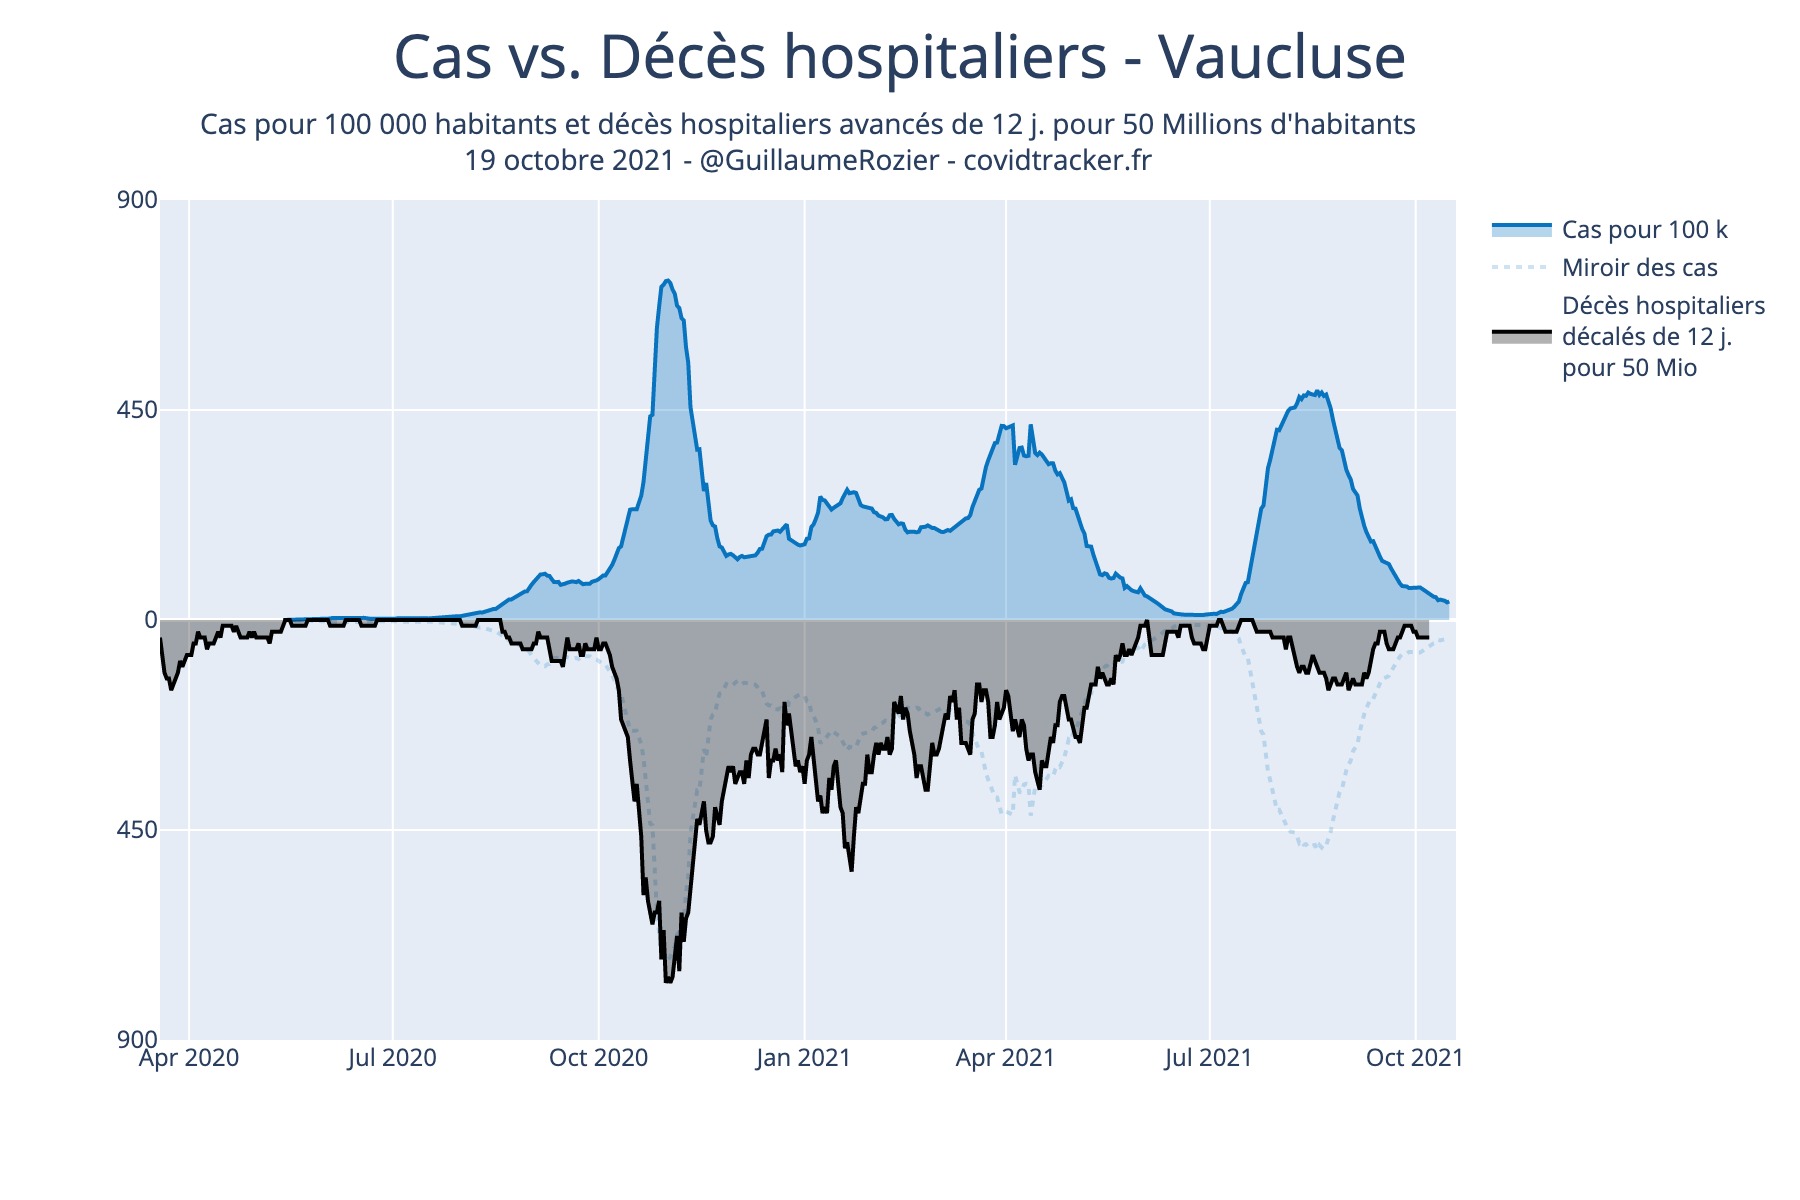 Cas vs. Décès hospitaliers - Vaucluse
Cas pour 100 000 habitants et décès hospitaliers avancés de 12 j. pour 50 Millions d'habitants
19 octobre 2021 - @GuillaumeRozier - covidtracker.fr
900
450
0
450
900
Apr 2020 Jul 2020 Oct 2020 Jan 2021 Apr 2021 Jul 2021 Oct 2021
Cas pour 100 k
Miroir des cas
Décès hospitaliers
décalés de 12 j.
pour 50 Mio